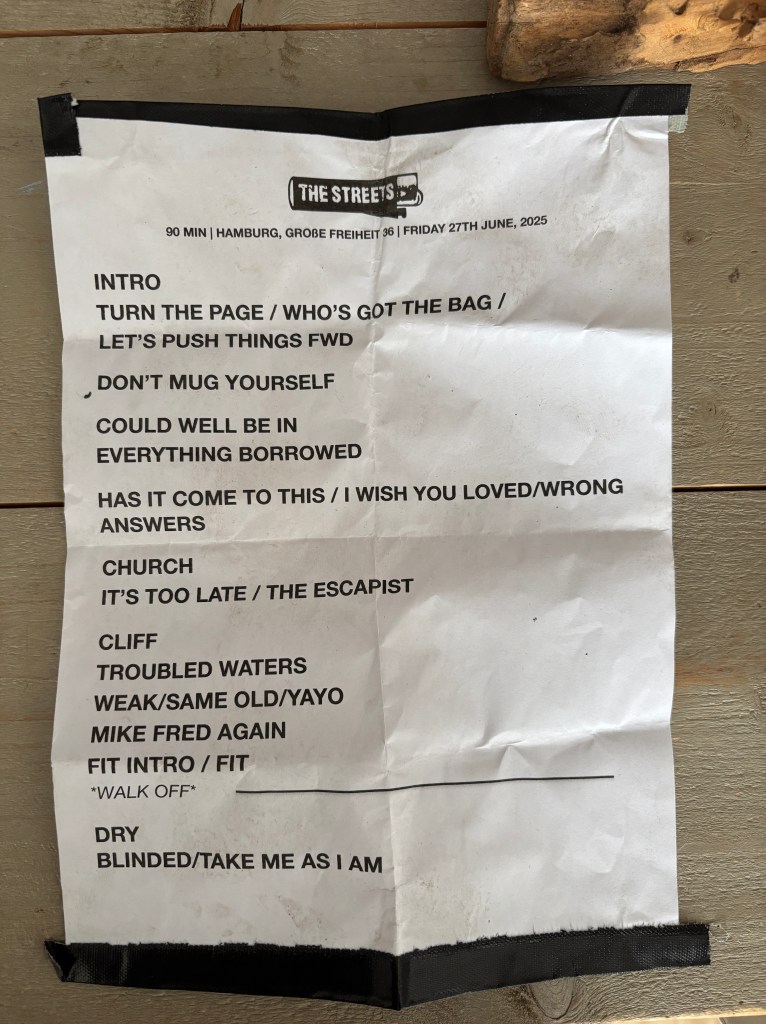 THE STREETS
90 MIN | HAMBURG, GROßE FREIHEIT 36 | FRIDAY 27TH JUNE, 2025
INTRO
TURN THE PAGE / WHO'S GOT THE BAG /
LET'S PUSH THINGS FWD
DON'T MUG YOURSELF
COULD WELL BE IN
EVERYTHING BORROWED
HAS IT COME TO THIS / I WISH YOU LOVED/WRONG
ANSWERS
CHURCH
IT'S TOO LATE / THE ESCAPIST
CLIFF
TROUBLED WATERS
WEAK/SAME OLD/YAYO
MIKE FRED AGAIN
FIT INTRO / FIT
*WALK OFF*
DRY
BLINDED/TAKE ME AS I AM